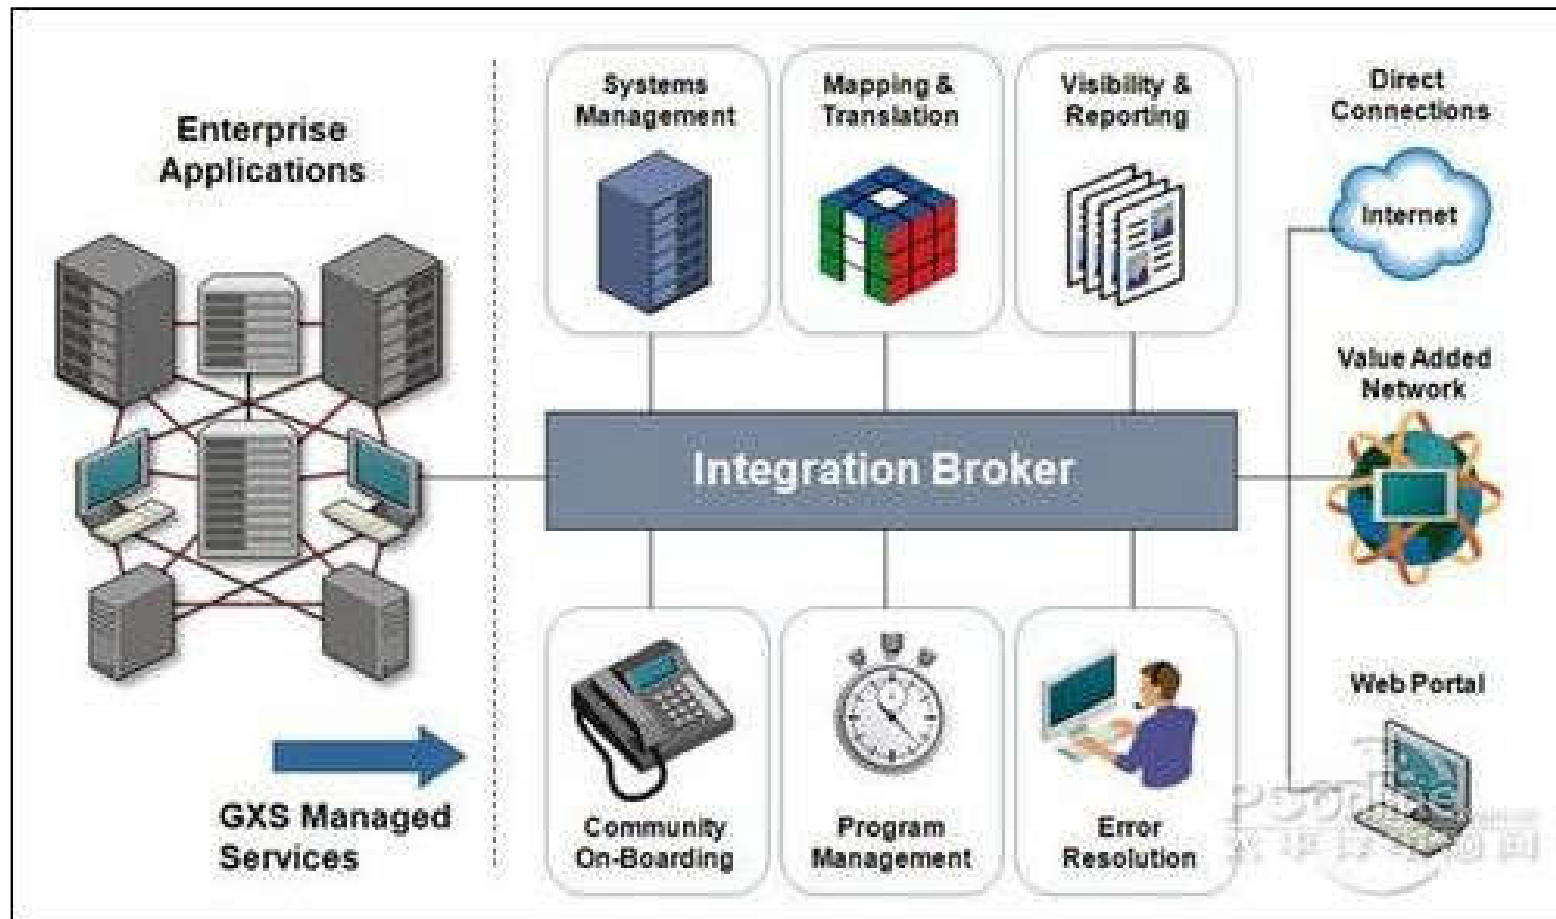 Enterprise
Applications
GXS Managed
Services
Systems
Management
Mapping &
Translation
Visibility &
Reporting
Integration Broker
Community
On-Boarding
Program
Management
Error
Resolution
Direct
Connections
Internet
Value Added
Network
Web Portal